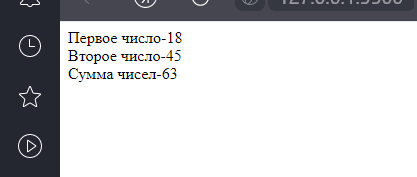 Первое число-18
Второе число-45
Сумма чисел-63